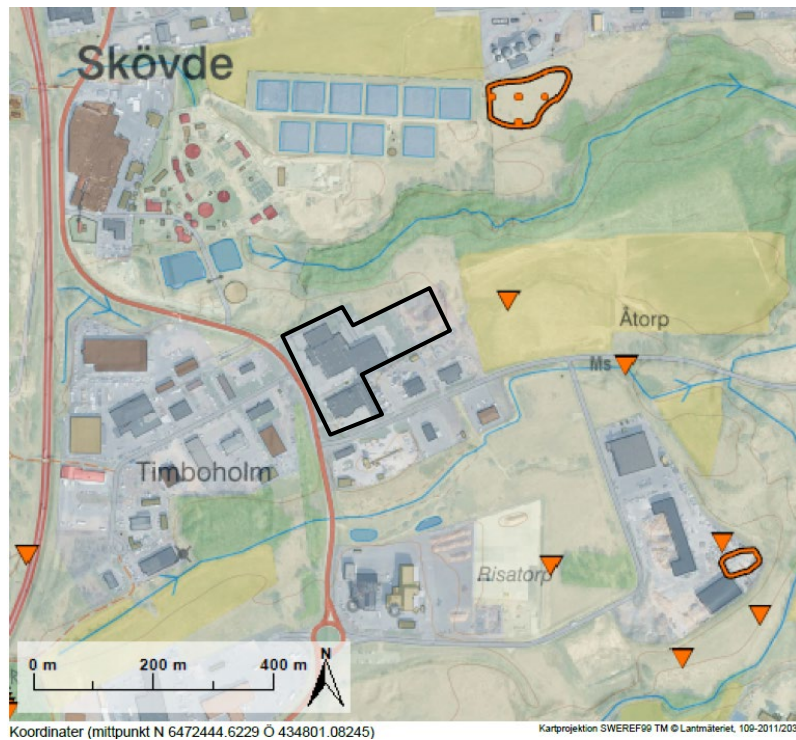 Skövde
Åtorp
Ms
Timboholm
Risatorp
0 m 200 m 400 m
N
Koordinater (mittpunkt N 6472444.6229 Ö 434801.08245)
Kartprojektion SWEREF99 TM © Lantmäteriet, 109-2011/203